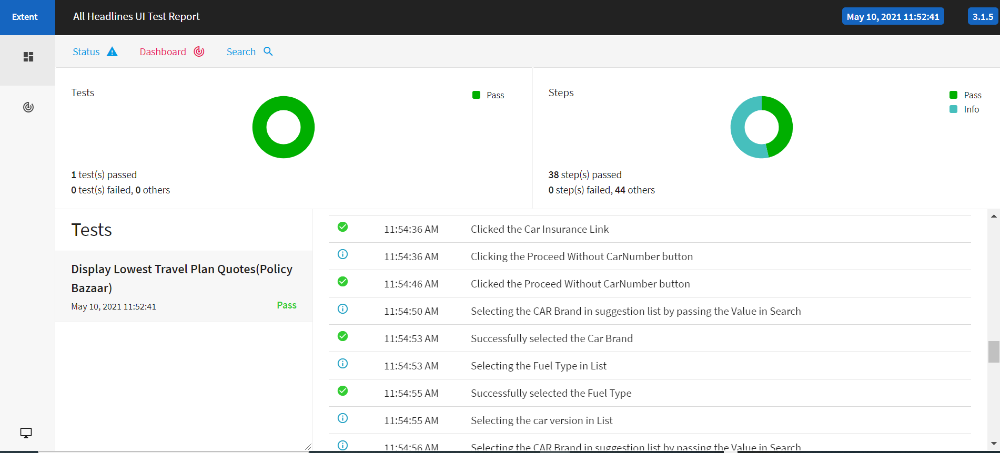 Extent
All Headlines UI Test Report
May 10, 2021 11:52:41
3.1.5
Status
Dashboard
Search
Tests
Pass
1 test(s) passed
0 test(s) failed, 0 others
Steps
Pass
Info
38 step(s) passed
0 step(s) failed, 44 others
Tests
Display Lowest Travel Plan Quotes(Policy
Bazaar)
May 10, 2021 11:52:41
Pass
11:54:36 AM Clicked the Car Insurance Link
11:54:36 AM Clicking the Proceed Without CarNumber button
11:54:46 AM Clicked the Proceed Without CarNumber button
11:54:50 AM Selecting the CAR Brand in suggestion list by passing the Value in Search
11:54:53 AM Successfully selected the Car Brand
11:54:53 AM Selecting the Fuel Type in List
11:54:55 AM Successfully selected the Fuel Type
11:54:55 AM Selecting the car version in List
11:54:56 AM Selecting the CAR Brand in suggestion list by passing the Value in Search